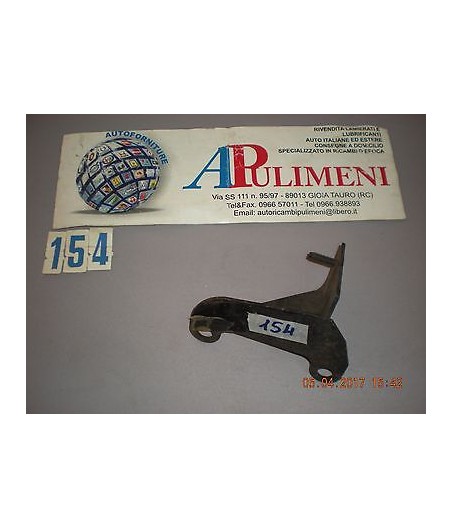 AUTOFORNITURE
RIVENDITA LAMIERATI E
LUBRIFICANTI
AUTO ITALIANE ED ESTERE
CONSEGNE A DOMICILIO
SPECIALIZZATO IN RICAMBI D'EPOCA
APULIMENI
Via SS 111 n. 95/97 - 89013 GIOIA TAURO (RC)
Tel&Fax. 0966 57011 - Tel 0966.938893
Email: autoricambipulimeni@libero.it
154
154
05.04.2017